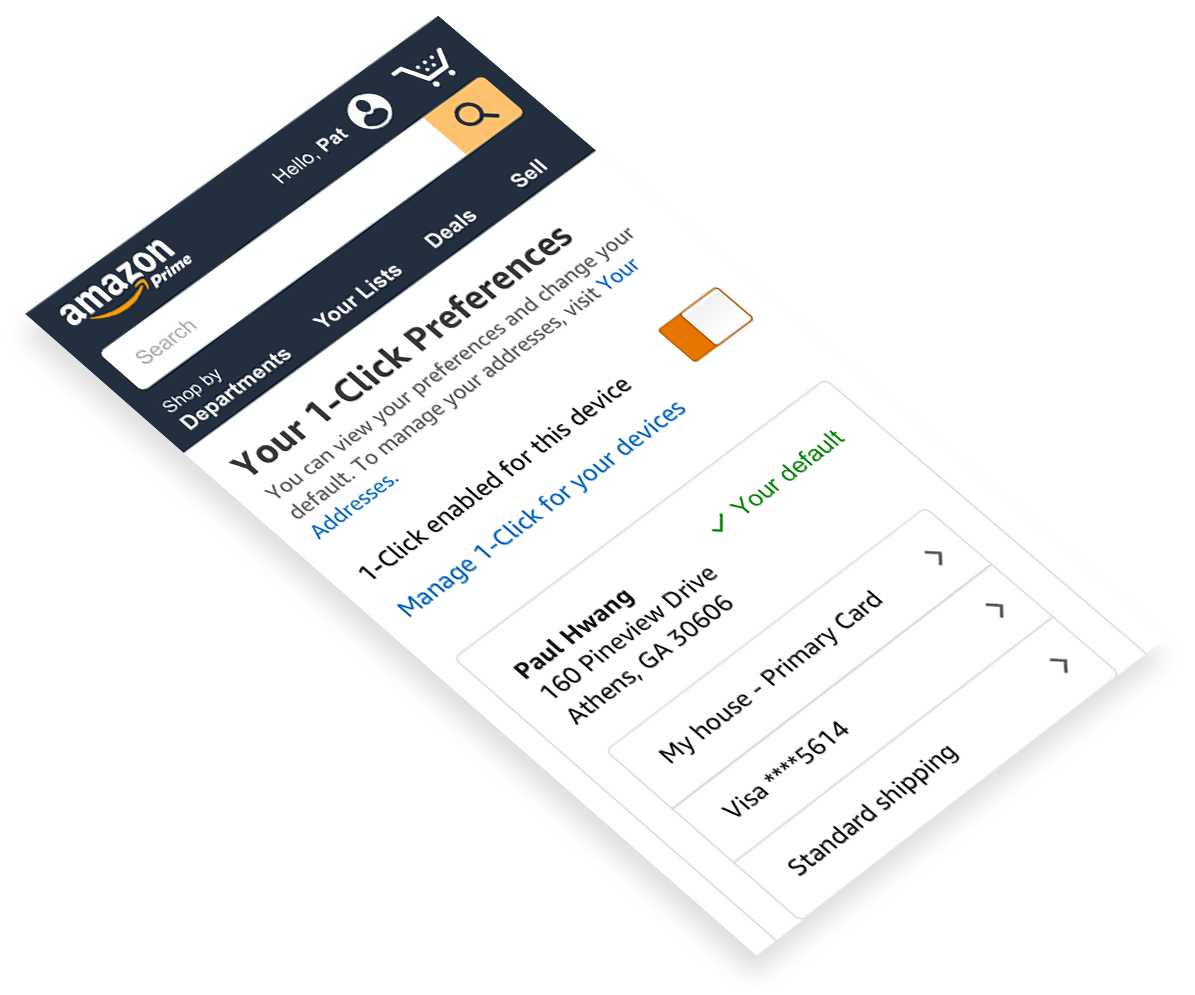 amazon
Prime
Hello, Pat
Search
Shop by
Departments
Your Lists
Deals
Sell
Your 1-Click Preferences
You can view your preferences and change your
default. To manage your addresses, visit Your
Addresses.
1-Click enabled for this device
Manage 1-Click for your devices
Your default
Paul Hwang
160 Pineview Drive
Athens, GA 30606
My house - Primary Card
Visa ****5614
Standard shipping